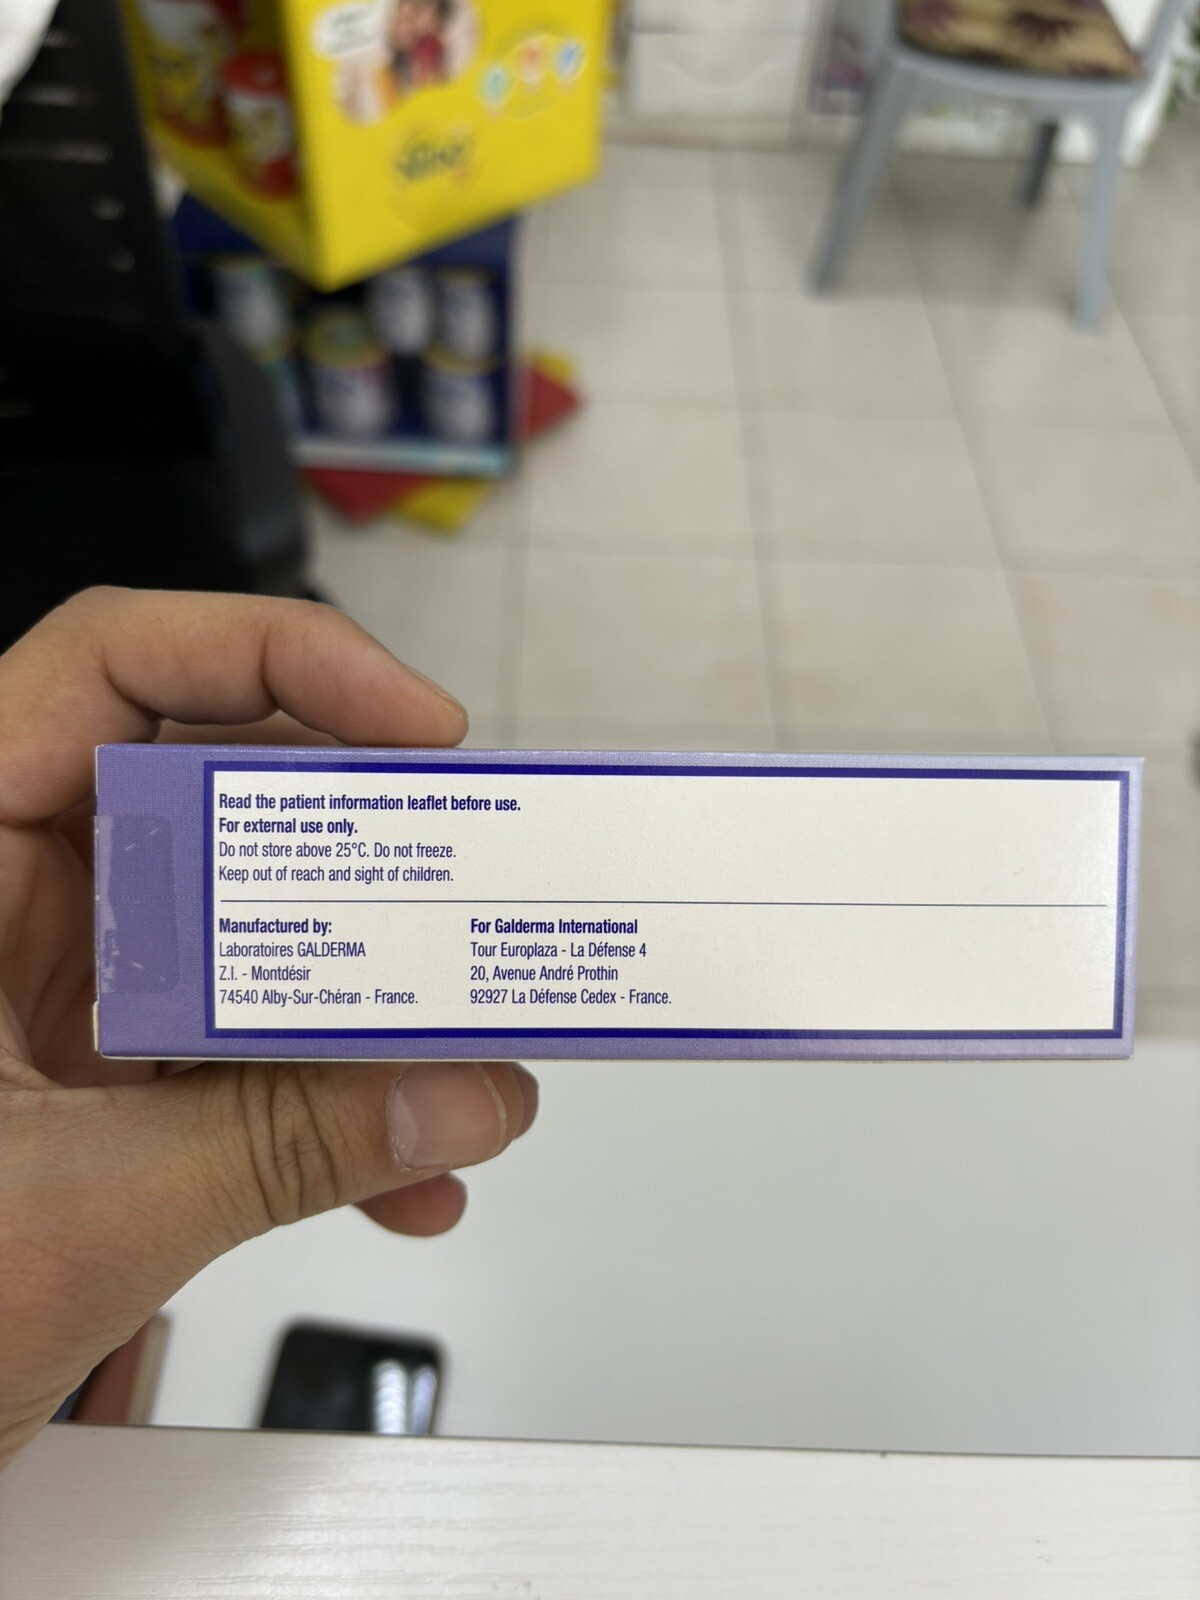 Read the patient information leaflet before use.
For external use only.
Do not store above 25°C. Do not freeze.
Keep out of reach and sight of children.
Manufactured by:
Laboratoires GALDERMA
Z.I. - Montdésir
74540 Alby-Sur-Chéran - France.
For Galderma International
Tour Europlaza - La Défense 4
20, Avenue André Prothin
92927 La Défense Cedex - France.